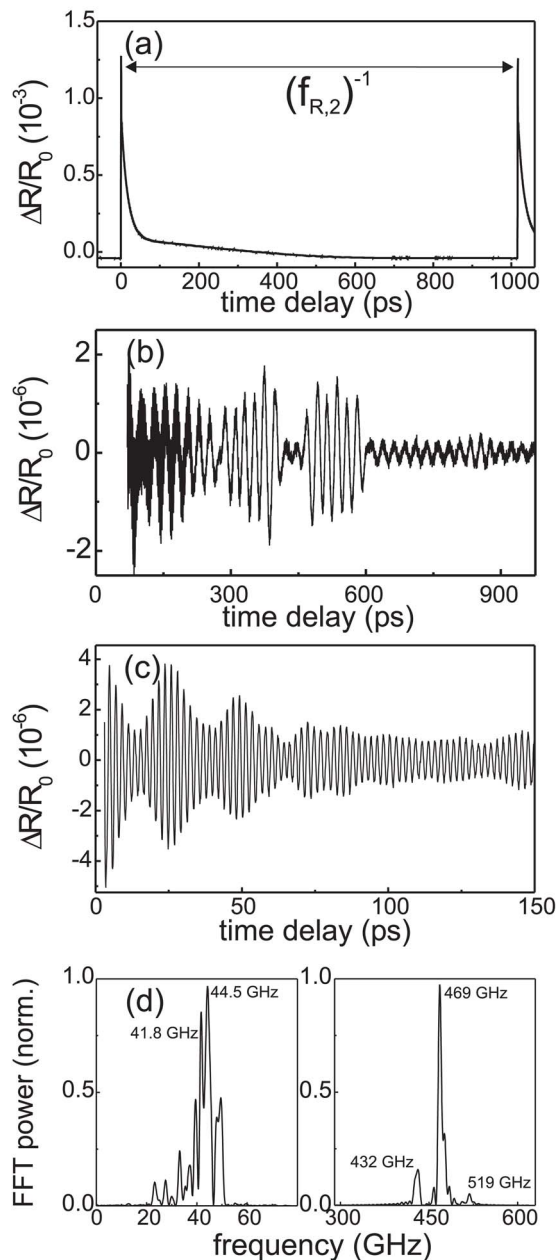 (a)
1.5
1.0
0.5
0.0
ΔR/R₀ (10⁻³)
(f_R,2)⁻¹
0 200 400 600 800 1000
time delay (ps)
(b)
2
0
-2
ΔR/R₀ (10⁻⁶)
0 300 600 900
time delay (ps)
(c)
4
2
0
-2
-4
ΔR/R₀ (10⁻⁶)
0 50 100 150
time delay (ps)
(d)
1.0
0.5
0.0
FFT power (norm.)
44.5 GHz
41.8 GHz
0 20 40 60
1.0
0.5
0.0
469 GHz
432 GHz
519 GHz
300 450 600
frequency (GHz)